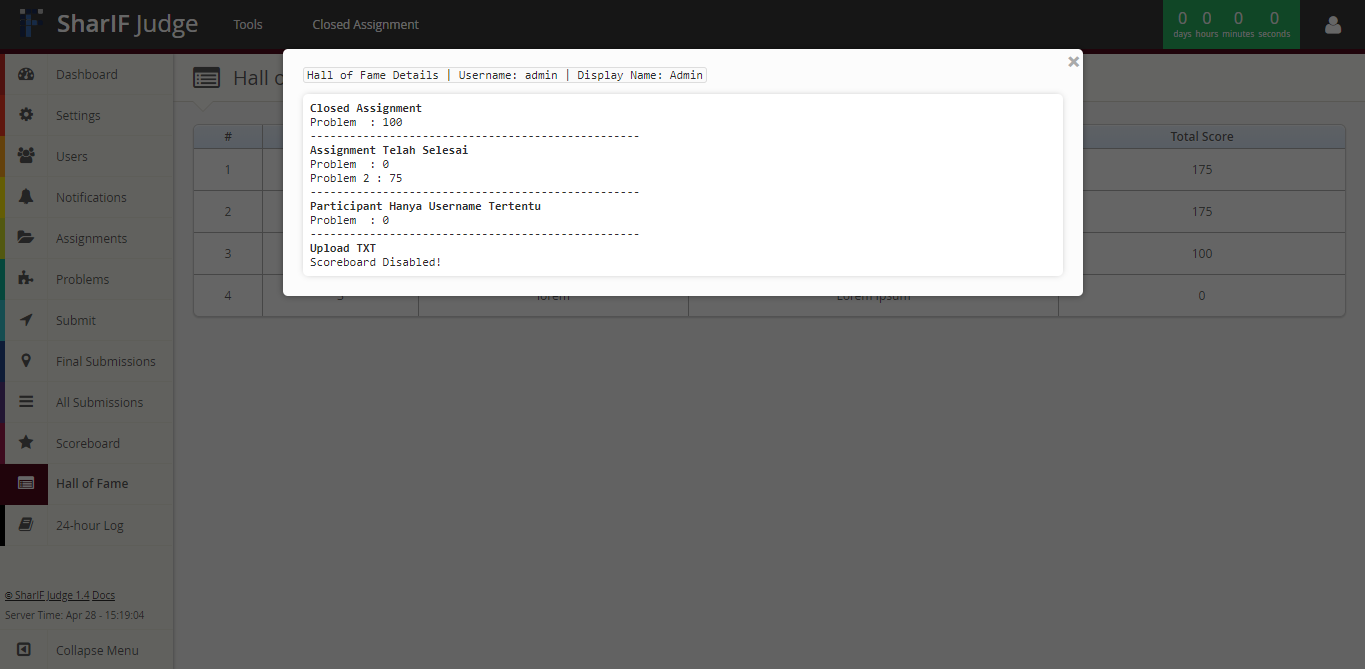 SharIF Judge
Tools
Closed Assignment
0 0 0 0
days hours minutes seconds
Dashboard
Settings
Users
Notifications
Assignments
Problems
Submit
Final Submissions
All Submissions
Scoreboard
Hall of Fame
24-hour Log
© SharIF Judge 1.4 Docs
Server Time: Apr 28 - 15:19:04
Collapse Menu
Hall o
Hall of Fame Details | Username: admin | Display Name: Admin
×
Closed Assignment
Problem  : 100
--------------------------------------------------
Assignment Telah Selesai
Problem  : 0
Problem 2 : 75
--------------------------------------------------
Participant Hanya Username Tertentu
Problem  : 0
--------------------------------------------------
Upload TXT
Scoreboard Disabled!
# Total Score
1 175
2 175
3 100
4 lorem Lorem Ipsum 0